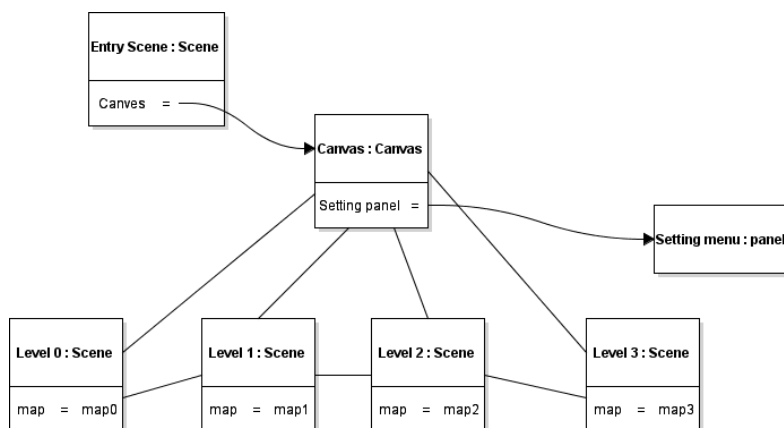 Entry Scene : Scene
Canves =
Canvas : Canvas
Setting panel =
Setting menu : panel
Level 0 : Scene
map = map0
Level 1 : Scene
map = map1
Level 2 : Scene
map = map2
Level 3 : Scene
map = map3